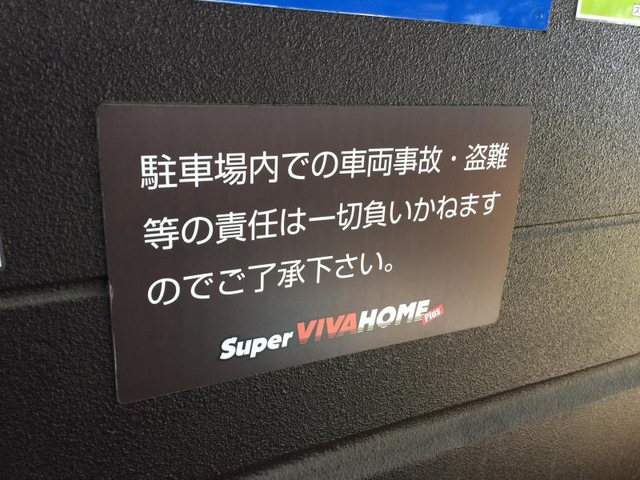 駐車場内での車両事故・盗難
等の責任は一切負いかねます
のでご了承下さい。
Super VIVAHOME Plus